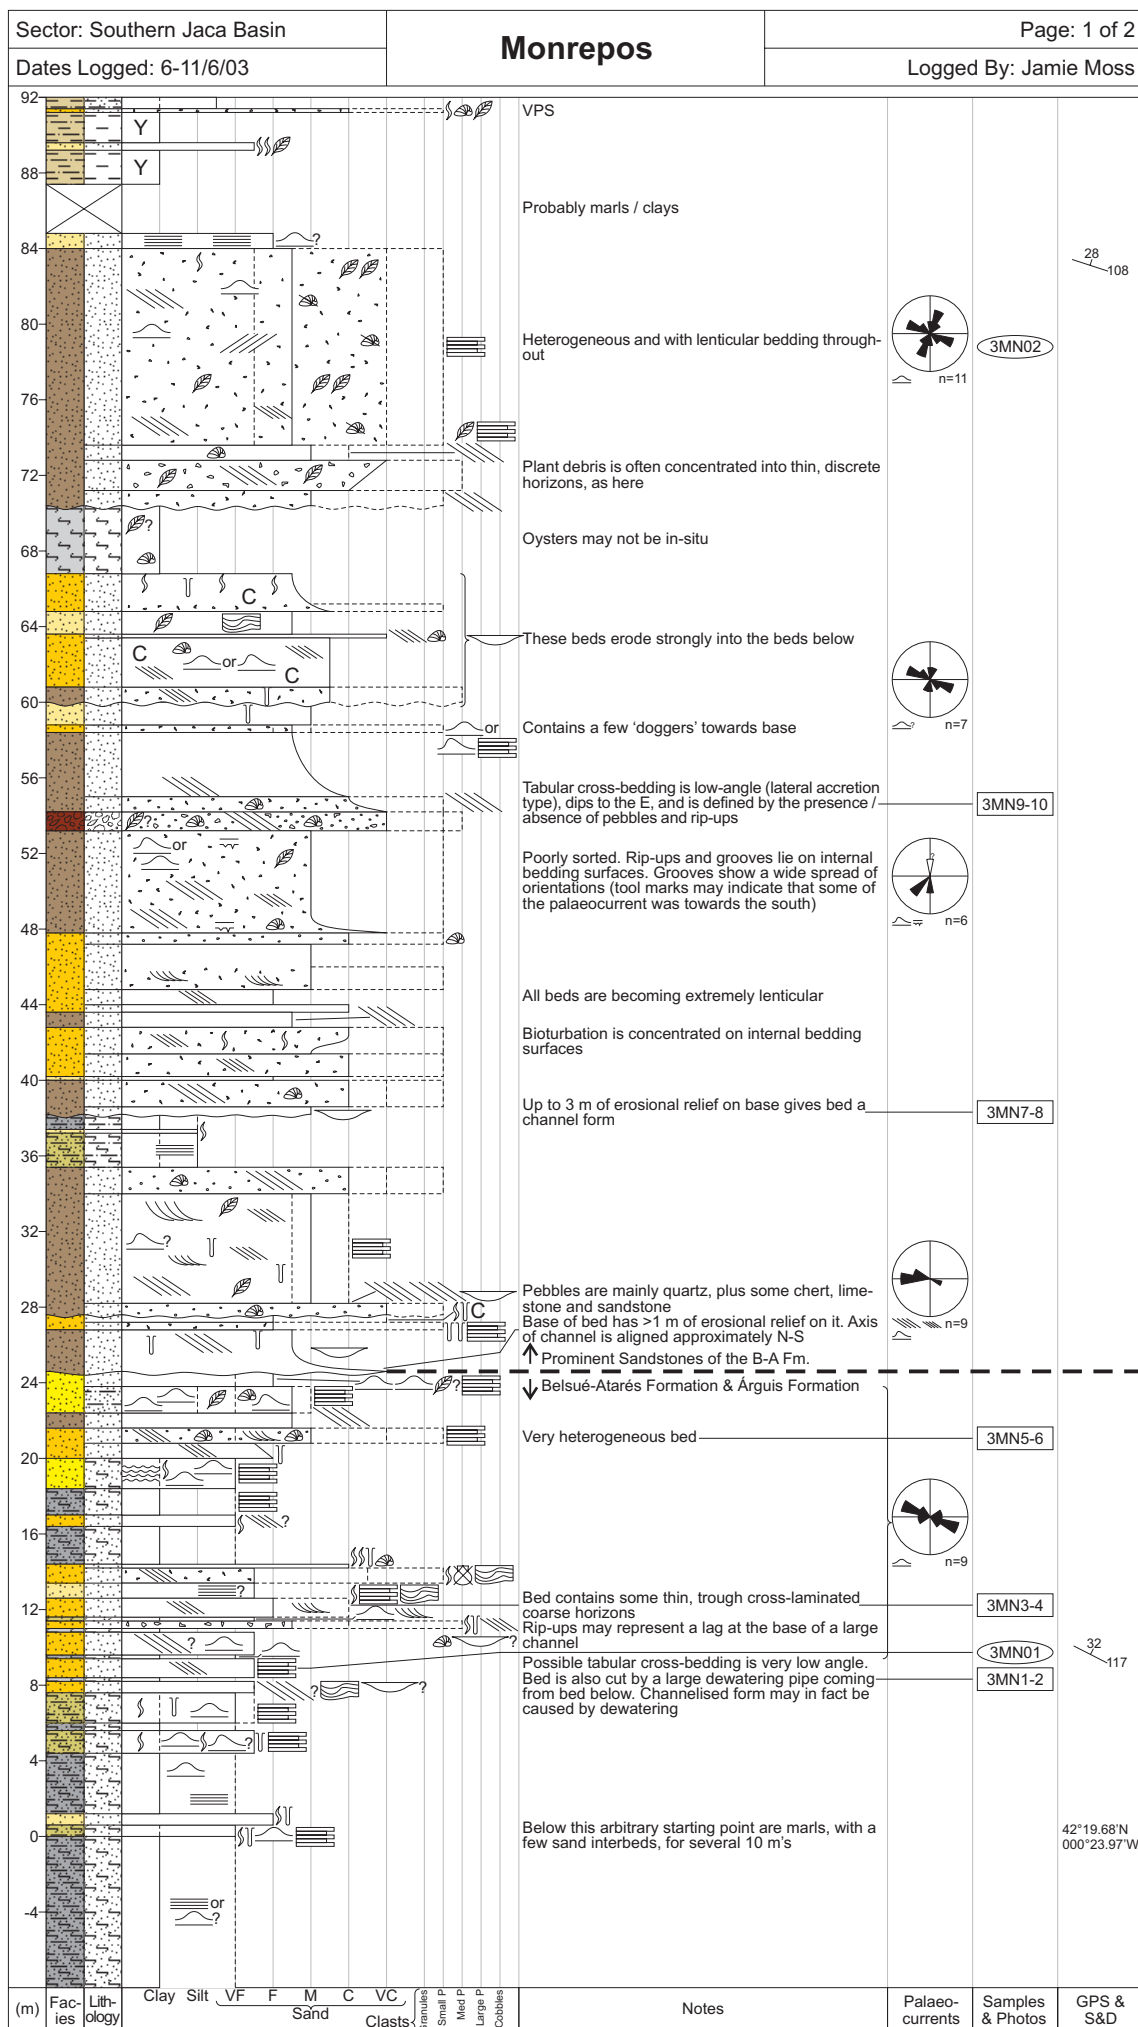 Sector: Southern Jaca Basin
Dates Logged: 6-11/6/03
Monrepos
Page: 1 of 2
Logged By: Jamie Moss
92
VPS
Y
88
Y
Probably marls / clays
?
84
28
108
80
Heterogeneous and with lenticular bedding through-
out
3MN02
n=11
76
72
Plant debris is often concentrated into thin, discrete
horizons, as here
?
68
Oysters may not be in-situ
C
64
These beds erode strongly into the beds below
C
or
C
60
?
n=7
or
Contains a few 'doggers' towards base
56
Tabular cross-bedding is low-angle (lateral accretion
type), dips to the E, and is defined by the presence /
absence of pebbles and rip-ups
3MN9-10
?
or
52
Poorly sorted. Rip-ups and grooves lie on internal
bedding surfaces. Grooves show a wide spread of
orientations (tool marks may indicate that some of
the palaeocurrent was towards the south)
?
n=6
48
44
All beds are becoming extremely lenticular
Bioturbation is concentrated on internal bedding
surfaces
40
Up to 3 m of erosional relief on base gives bed a
channel form
3MN7-8
36
32
?
28
Pebbles are mainly quartz, plus some chert, lime-
stone and sandstone
C
Base of bed has >1 m of erosional relief on it. Axis
of channel is aligned approximately N-S
n=9
Prominent Sandstones of the B-A Fm.
24
?
Belsué-Atarés Formation & Árguis Formation
Very heterogeneous bed
3MN5-6
20
?
16
n=9
?
12
Bed contains some thin, trough cross-laminated
coarse horizons
3MN3-4
Rip-ups may represent a lag at the base of a large
channel
?
?
3MN01
32
117
Possible tabular cross-bedding is very low angle.
Bed is also cut by a large dewatering pipe coming
from bed below. Channelised form may in fact be
caused by dewatering
3MN1-2
8
?
?
?
4
0
Below this arbitrary starting point are marls, with a
few sand interbeds, for several 10 m's
42°19.68'N
000°23.97'W
-4
or
?
(m)
Fac-
ies
Lith-
ology
Clay
Silt
VF
F
M
C
VC
Sand
Clasts
Granules
Small P
Med P
Large P
Cobbles
Notes
Palaeo-
currents
Samples
& Photos
GPS &
S&D